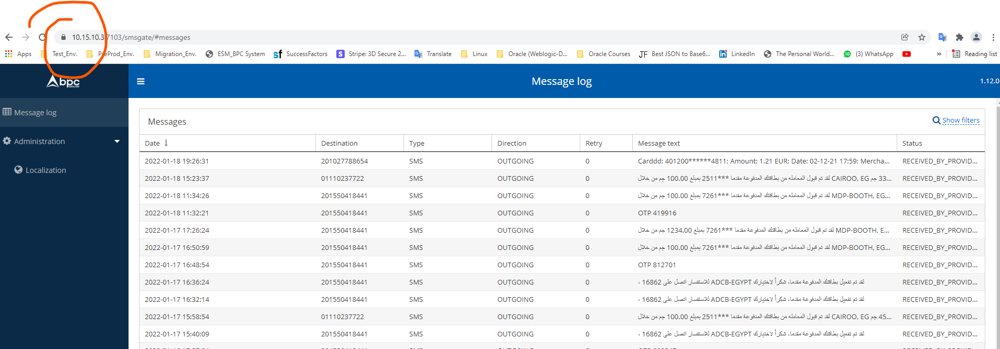 10.15.10.3 7103/smsgate/#messages
Apps Test_Env. PreProd_Env. Migration_Env. ESM_BPC System SuccessFactors Stripe: 3D Secure 2... Translate Linux Oracle (Weblogic-D... Oracle Courses Best JSON to Base6... LinkedIn The Personal World... (3) WhatsApp » Reading list
bpc GROUP
Message log
1.12.0
Message log
Administration
Localization
Messages
Show filters
Date Destination Type Direction Retry Message text Status
2022-01-18 19:26:31 201027788654 SMS OUTGOING 0 Carddd: 401200******4811; Amount: 1.21 EUR; Date: 02-12-21 17:59; Mercha... RECEIVED_BY_PROVID...
2022-01-18 15:23:37 01110237722 SMS OUTGOING 0 لقد تم قبول المعامله من بطاقتك المدفوعة مقدما ***2511 بمبلغ 100.00 جم من خلال CAIROO, EG جم 33... RECEIVED_BY_PROVID...
2022-01-18 11:34:26 201550418441 SMS OUTGOING 0 لقد تم قبول المعامله من بطاقتك المدفوعة مقدما ***7261 بمبلغ 100.00 جم من خلال MDP-BOOTH, EG... RECEIVED_BY_PROVID...
2022-01-18 11:32:21 201550418441 SMS OUTGOING 0 OTP 419916 RECEIVED_BY_PROVID...
2022-01-17 17:26:24 201550418441 SMS OUTGOING 0 لقد تم قبول المعامله من بطاقتك المدفوعة مقدما ***7261 بمبلغ 1234.00 جم من خلال MDP-BOOTH, E... RECEIVED_BY_PROVID...
2022-01-17 16:50:59 201550418441 SMS OUTGOING 0 لقد تم قبول المعامله من بطاقتك المدفوعة مقدما ***7261 بمبلغ 100.00 جم من خلال MDP-BOOTH, EG... RECEIVED_BY_PROVID...
2022-01-17 16:48:54 201550418441 SMS OUTGOING 0 OTP 812701 RECEIVED_BY_PROVID...
2022-01-17 16:36:24 201550418441 SMS OUTGOING 0 لقد تم تفعيل بطاقتك المدفوعة مقدما، شكراً لاختيارك ADCB-EGYPT للاستفسار اتصل على 16862 ، RECEIVED_BY_PROVID...
2022-01-17 16:32:14 201550418441 SMS OUTGOING 0 لقد تم تفعيل بطاقتك المدفوعة مقدما، شكراً لاختيارك ADCB-EGYPT للاستفسار اتصل على 16862 ، RECEIVED_BY_PROVID...
2022-01-17 15:58:54 01110237722 SMS OUTGOING 0 لقد تم قبول المعامله من بطاقتك المدفوعة مقدما ***2511 بمبلغ 100.00 جم من خلال CAIROO, EG جم 45... RECEIVED_BY_PROVID...
2022-01-17 15:40:09 201550418441 SMS OUTGOING 0 لقد تم تفعيل بطاقتك المدفوعة مقدما، شكراً لاختيارك ADCB-EGYPT للاستفسار اتصل على 16862 ، RECEIVED_BY_PROVID...